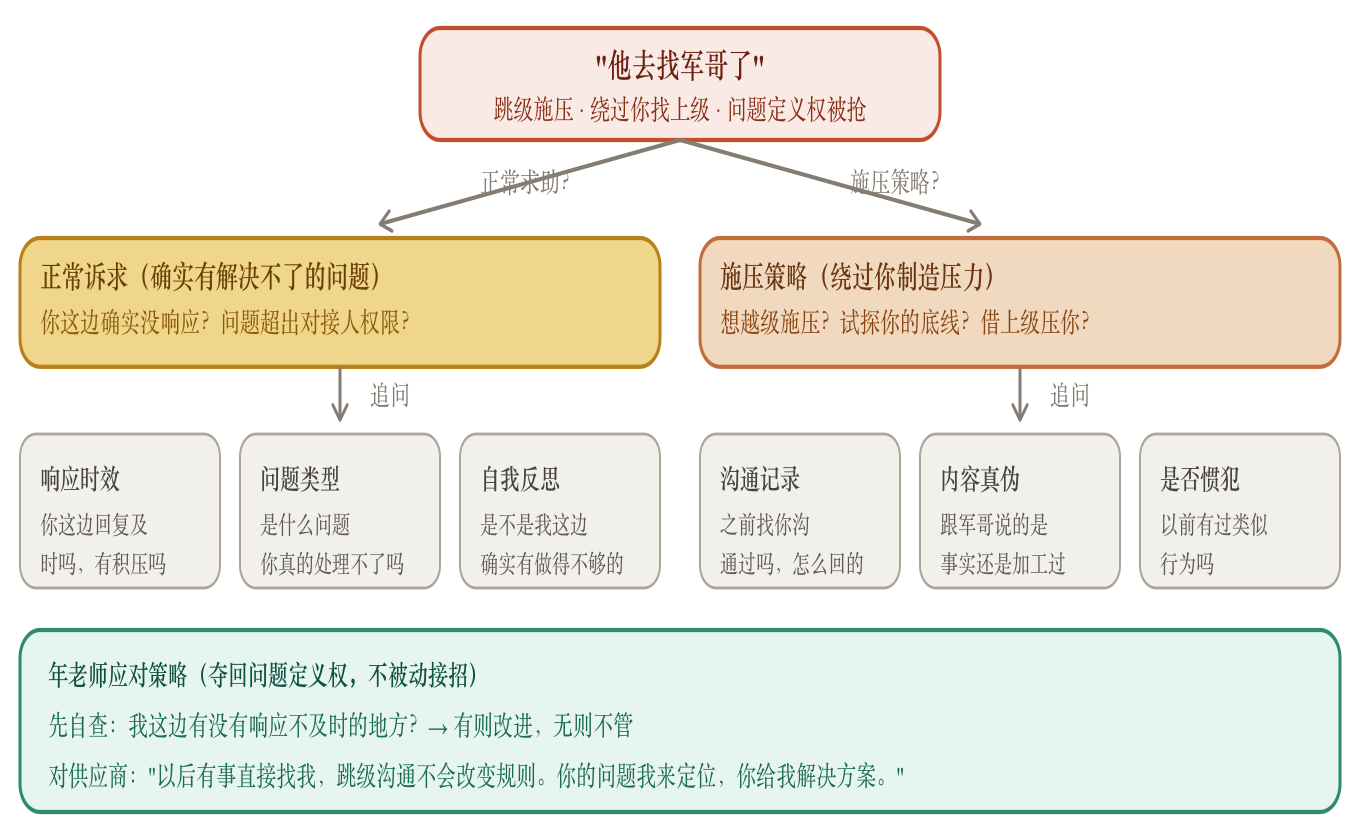 "他去找军哥了"
跳级施压 · 绕过你找上级 · 问题定义权被抢
正常求助?
施压策略?
正常诉求（确实有解决不了的问题）
你这边确实没响应? 问题超出对接人权限?
施压策略（绕过你制造压力）
想越级施压? 试探你的底线? 借上级压你?
追问
追问
响应时效
你这边回复及
时吗，有积压吗
问题类型
是什么问题
你真的处理不了吗
自我反思
是不是我这边
确实有做得不够的
沟通记录
之前找你沟
通过吗，怎么回的
内容真伪
跟军哥说的是
事实还是加工过
是否惯犯
以前有过类似
行为吗
年老师应对策略（夺回问题定义权，不被动接招）
先自查：我这边有没有响应不及时的地方? → 有则改进，无则不管
对供应商："以后有事直接找我，跳级沟通不会改变规则。你的问题我来定位，你给我解决方案。"